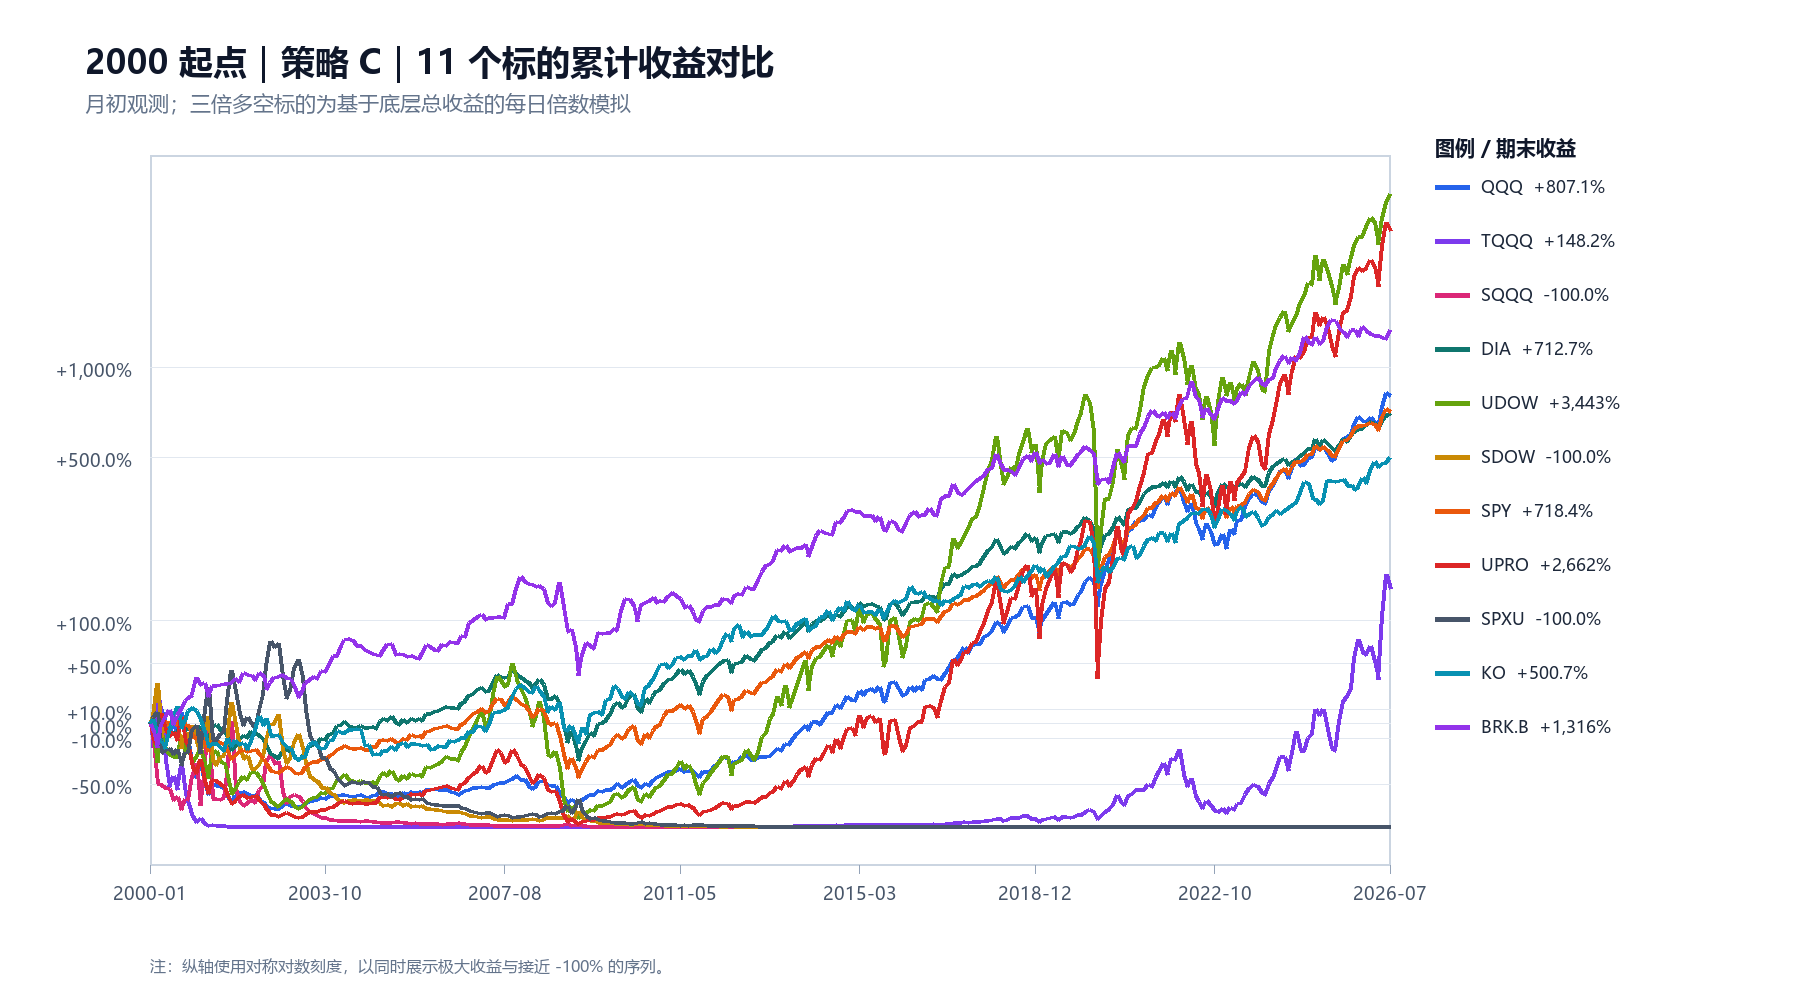 2000 起点｜策略 C｜11 个标的累计收益对比
月初观测；三倍多空标的为基于底层总收益的每日倍数模拟
图例 / 期末收益
QQQ +807.1%
TQQQ +148.2%
SQQQ -100.0%
DIA +712.7%
UDOW +3,443%
SDOW -100.0%
SPY +718.4%
UPRO +2,662%
SPXU -100.0%
KO +500.7%
BRK.B +1,316%
+1,000%
+500.0%
+100.0%
+50.0%
+10.0%
0.0%
-10.0%
-50.0%
2000-01
2003-10
2007-08
2011-05
2015-03
2018-12
2022-10
2026-07
注：纵轴使用对称对数刻度，以同时展示极大收益与接近 -100% 的序列。